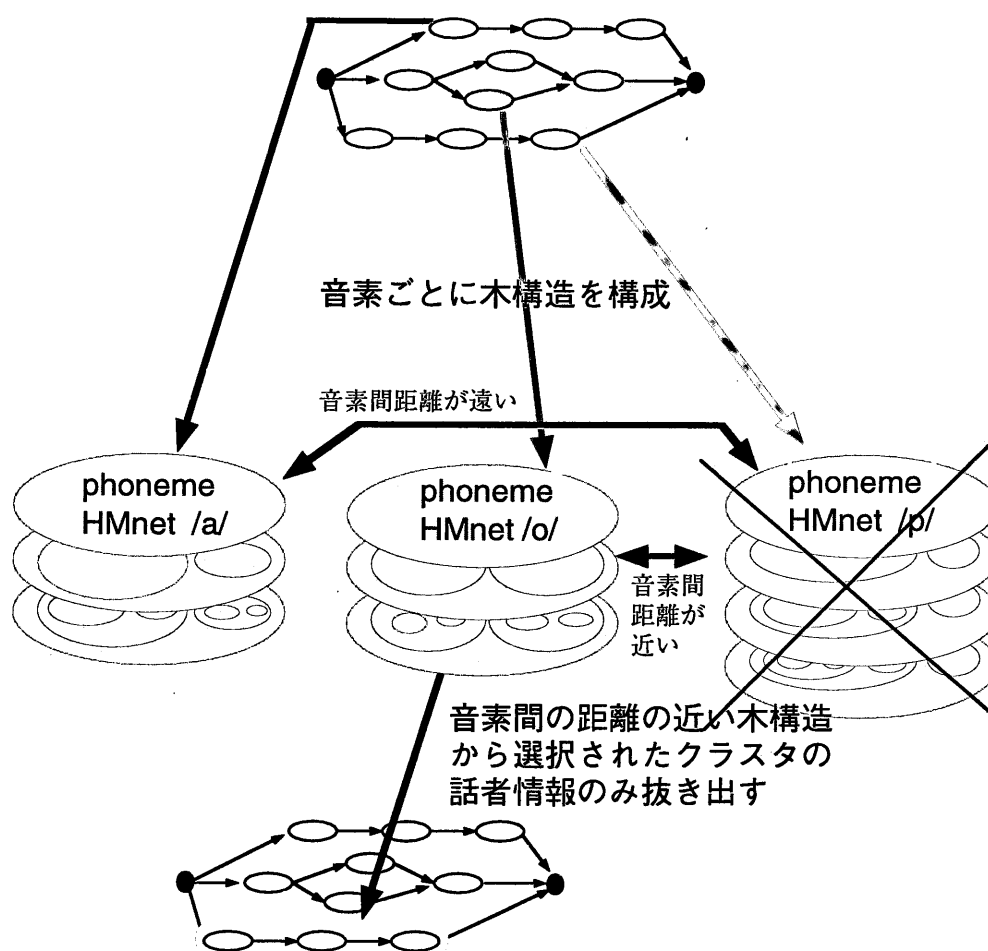 音素ごとに木構造を構成
音素間距離が遠い
phoneme
HMnet /a/
phoneme
HMnet /o/
phoneme
HMnet /p/
音素間
距離が
近い
音素間の距離の近い木構造
から選択されたクラスタの
話者情報のみ抜き出す